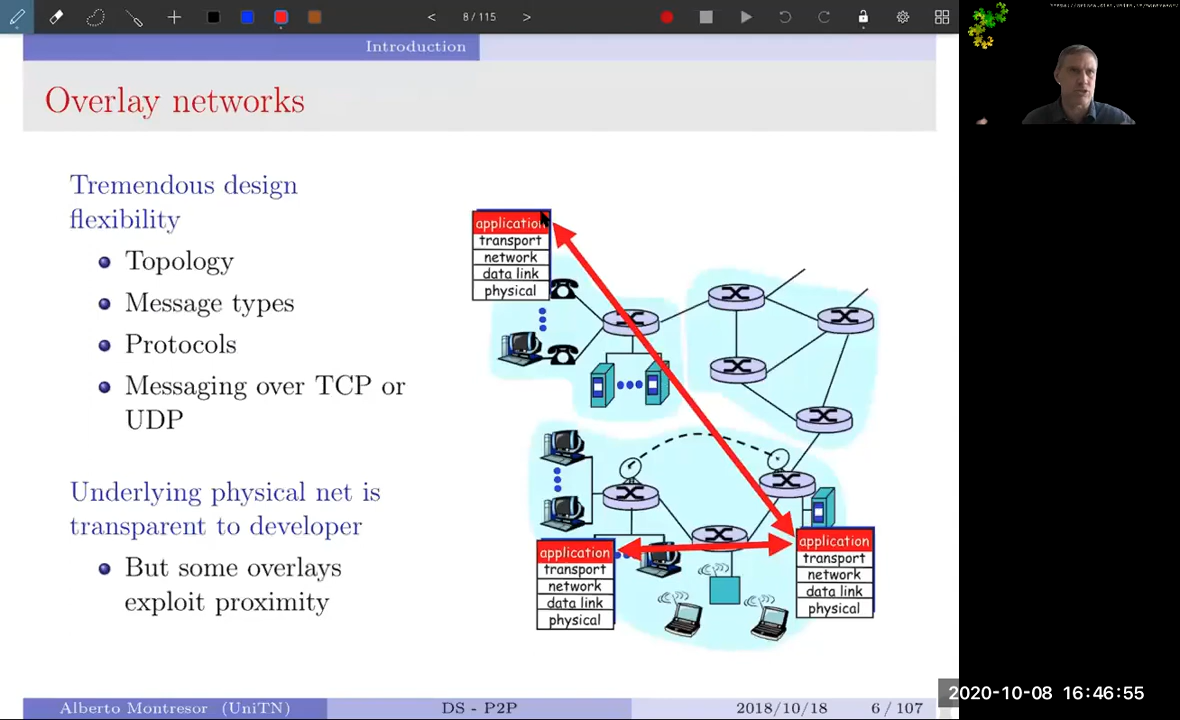 8 / 115
Introduction
Overlay networks
Tremendous design
flexibility
Topology
Message types
Protocols
Messaging over TCP or
UDP
Underlying physical net is
transparent to developer
But some overlays
exploit proximity
application
transport
network
data link
physical
application
transport
network
data link
physical
application
transport
network
data link
physical
Alberto Montresor (UniTN)
DS - P2P
2018/10/18
6 / 107
2020-10-08 16:46:55